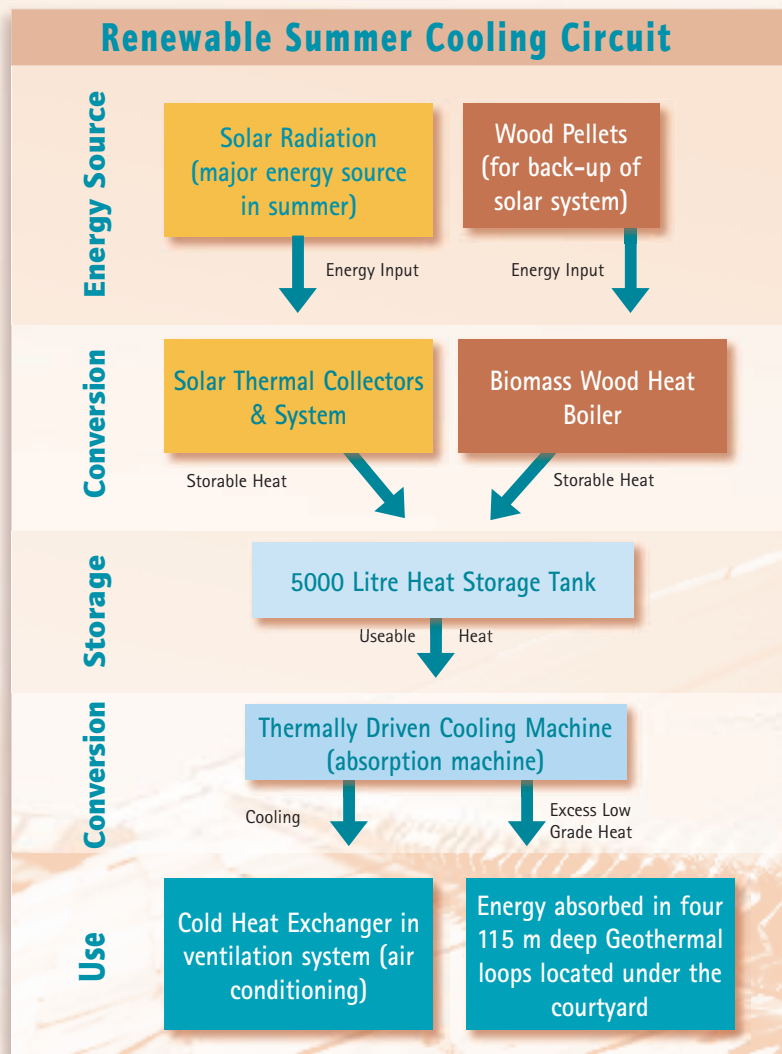 Renewable Summer Cooling Circuit
Energy Source
Solar Radiation
(major energy source
in summer)
Wood Pellets
(for back-up of
solar system)
Energy Input
Energy Input
Conversion
Solar Thermal Collectors
& System
Biomass Wood Heat
Boiler
Storable Heat
Storable Heat
Storage
5000 Litre Heat Storage Tank
Useable Heat
Conversion
Thermally Driven Cooling Machine
(absorption machine)
Cooling
Excess Low
Grade Heat
Use
Cold Heat Exchanger in
ventilation system (air
conditioning)
Energy absorbed in four
115 m deep Geothermal
loops located under the
courtyard